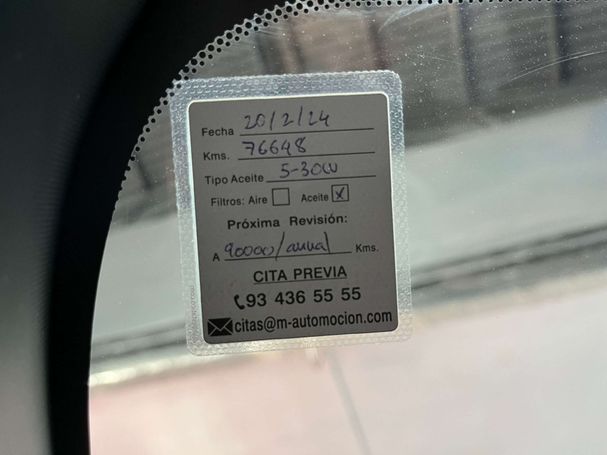 Fecha 20/2/24
Kms. 76648
Tipo Aceite 5-30W
Filtros: Aire Aceite X
Próxima Revisión:
A 90000/anual Kms.
CITA PREVIA
93 436 55 55
citas@m-automocion.com